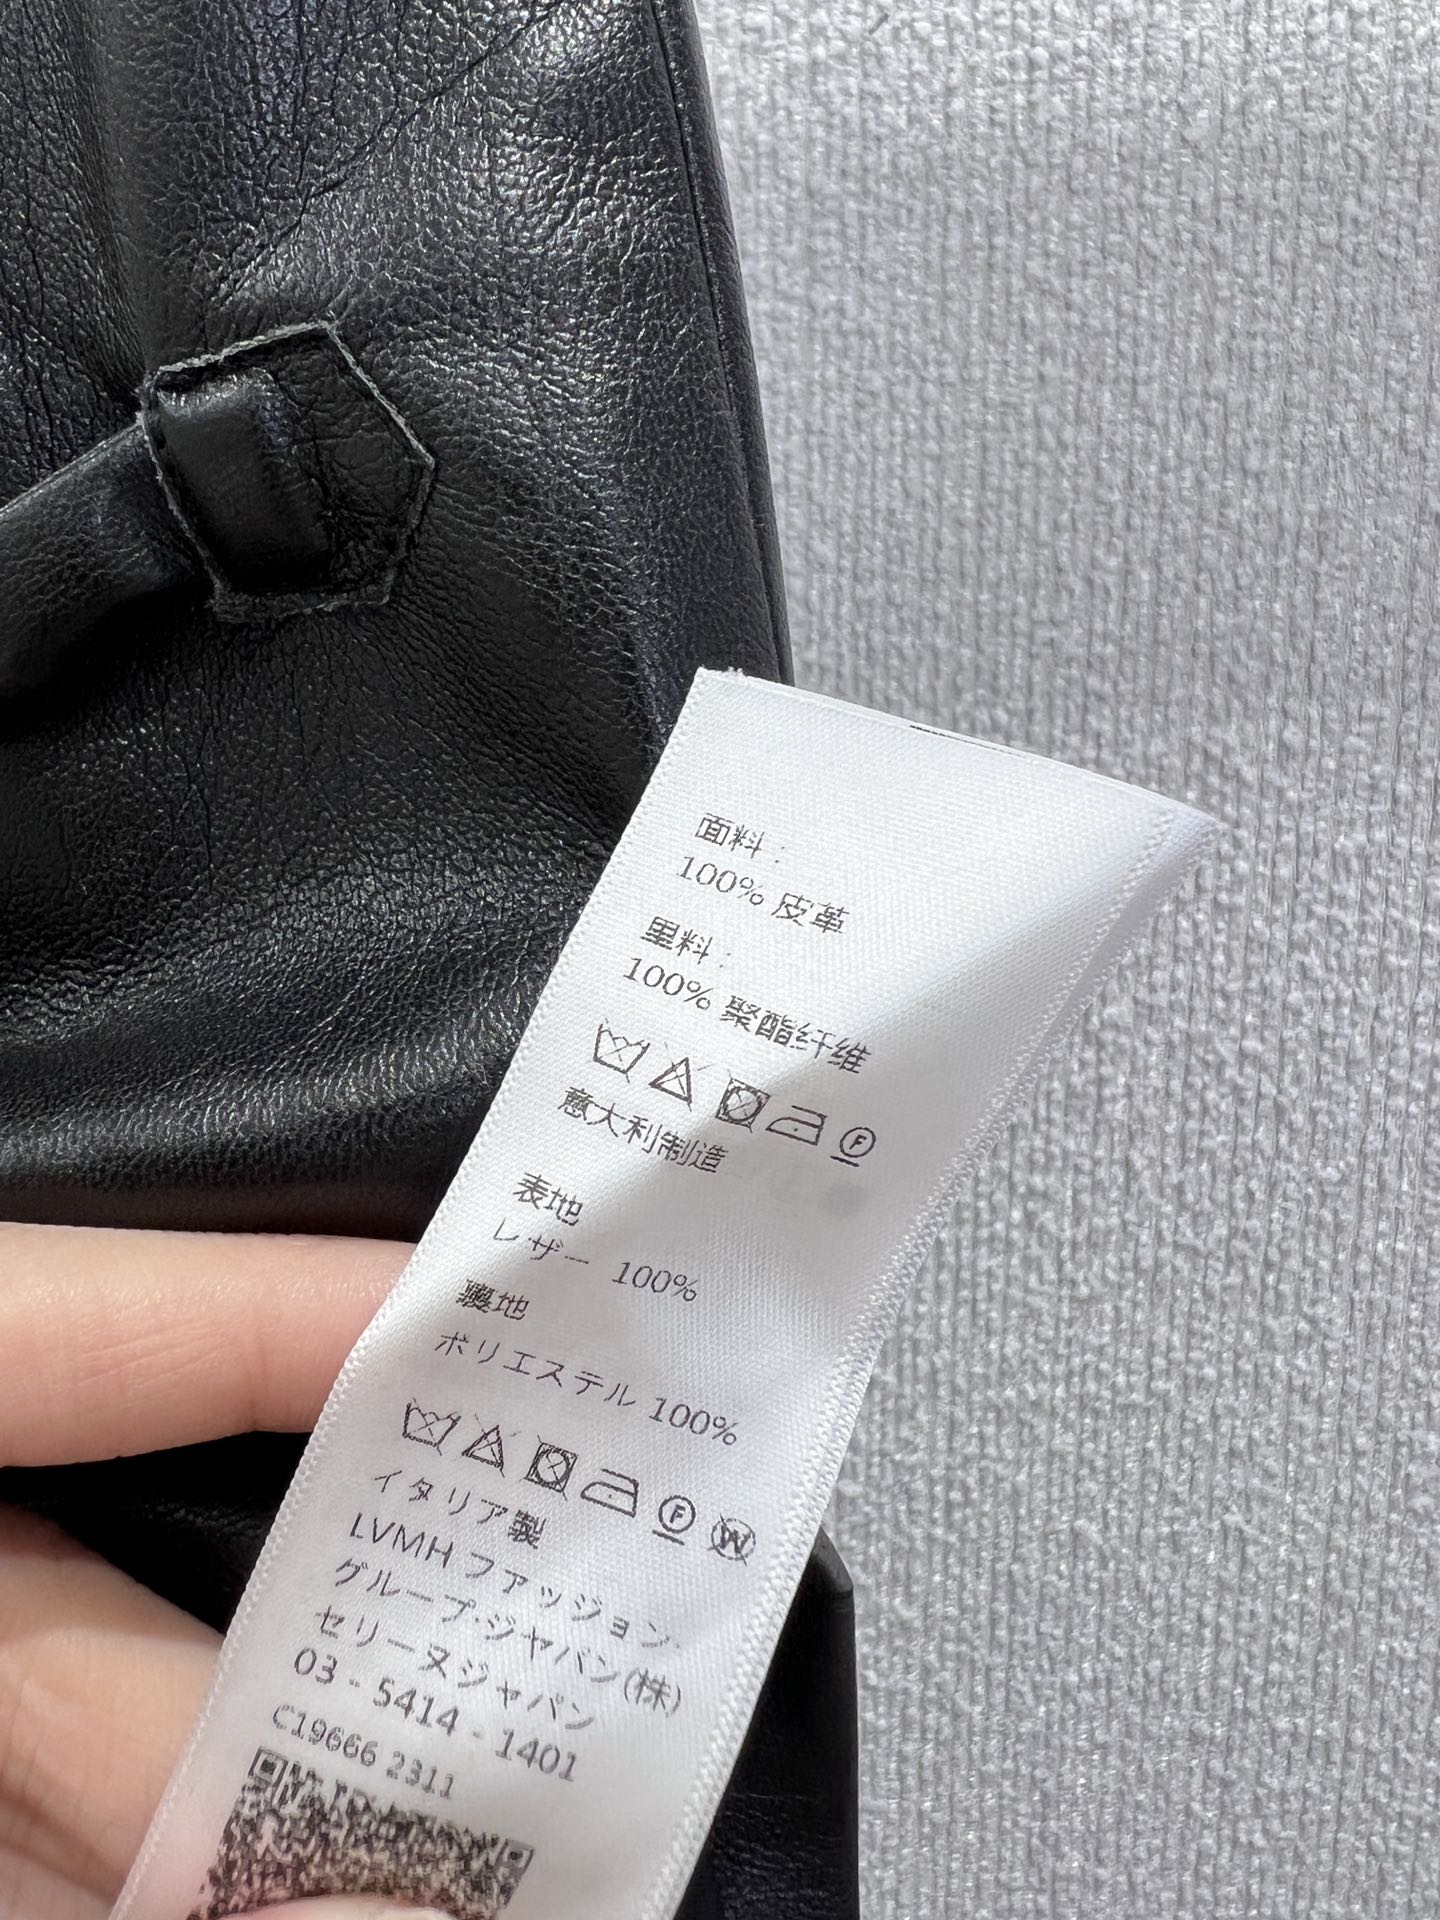 面料：
100% 皮革
里料：
100% 聚酯纤维
F
意大利制造
表地
レザー 100%
裏地
ポリエステル 100%
F W
イタリア製
LVMH ファッション・
グループ・ジャパン(株)
セリーヌジャパン
03 - 5414 - 1401
C19666 2311